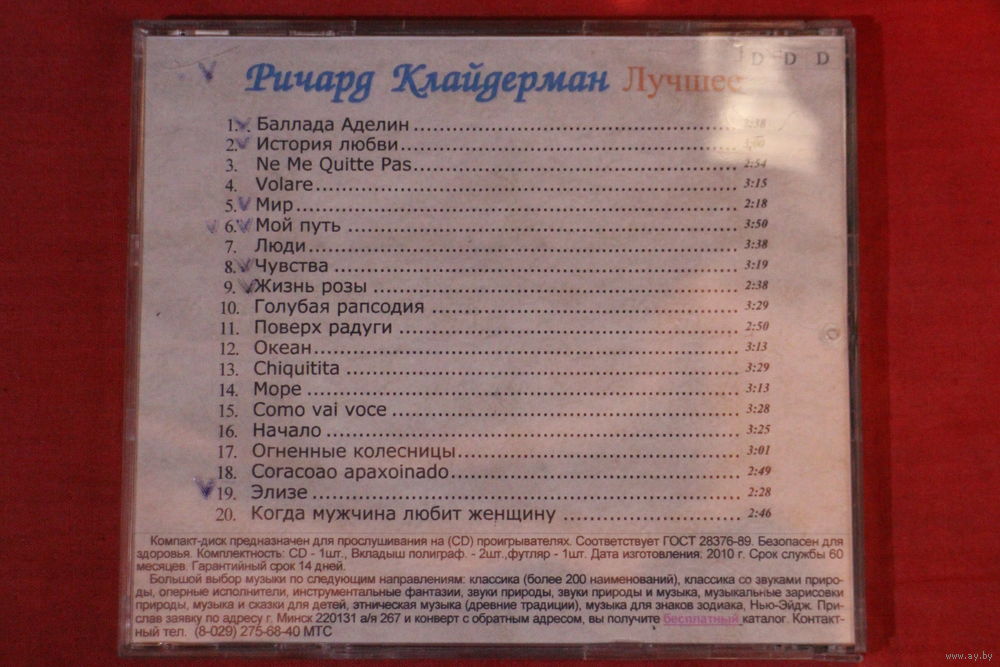 D D D
Ричард Клайдерман Лучшее
1. Баллада Аделин 3:38
2. История любви
3. Ne Me Quitte Pas 2:54
4. Volare 3:15
5. Мир 2:18
6. Мой путь 3:50
7. Люди 3:38
8. Чувства 3:19
9. Жизнь розы 2:38
10. Голубая рапсодия 3:29
11. Поверх радуги 2:50
12. Океан 3:13
13. Chiquitita 3:29
14. Море 3:13
15. Como vai voce 3:28
16. Начало 3:25
17. Огненные колесницы 3:01
18. Coracoao apaxoinado 2:49
19. Элизе 2:28
20. Когда мужчина любит женщину 2:46
Компакт-диск предназначен для прослушивания на (CD) проигрывателях. Соответствует ГОСТ 28376-89. Безопасен для
здоровья. Комплектность: CD - 1шт., Вкладыш полиграф. - 2шт.,футляр - 1шт. Дата изготовления: 2010 г. Срок службы 60
месяцев. Гарантийный срок 14 дней.
Большой выбор музыки по следующим направлениям: классика (более 200 наименований), классика со звуками приро-
ды, оперные исполнители, инструментальные фантазии, звуки природы, звуки природы и музыка, музыкальные зарисовки
природы, музыка и сказки для детей, этническая музыка (древние традиции), музыка для знаков зодиака, Нью-Эйдж. При-
слав заявку по адресу г. Минск 220131 а/я 267 и конверт с обратным адресом, вы получите бесплатный каталог. Контакт-
ный тел. (8-029) 275-68-40 МТС
www.ay.by